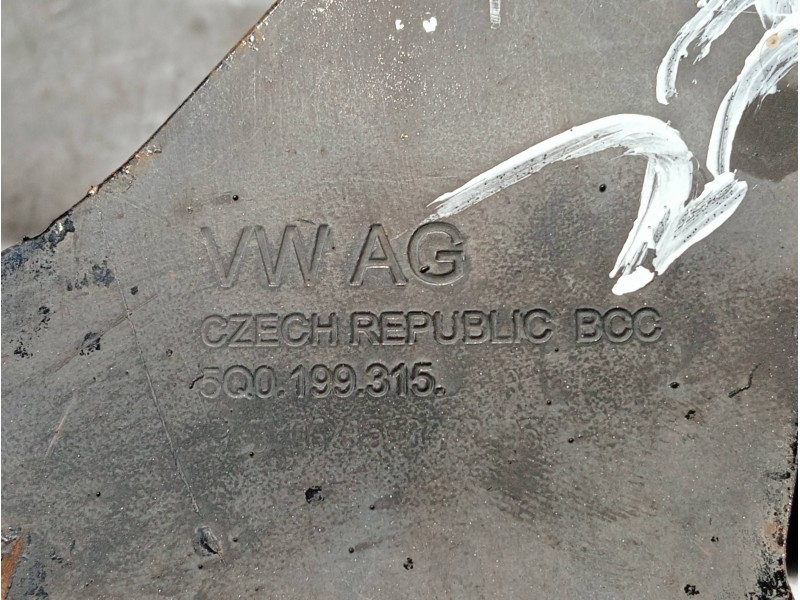 VW AG
CZECH REPUBLIC BCC
5Q0.199.315.